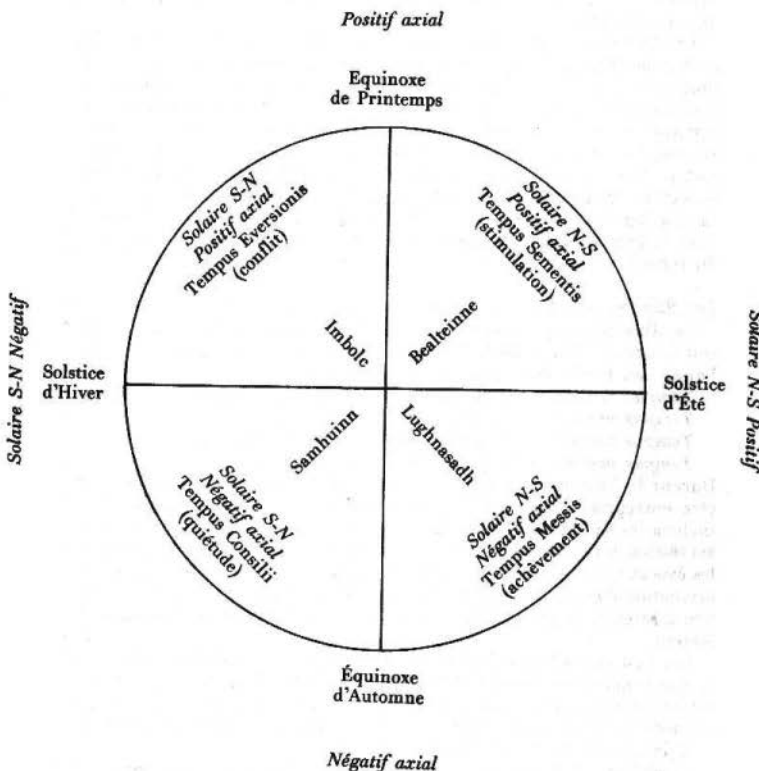 Positif axial
Equinoxe
de Printemps
Solaire S-N
Positif axial
Tempus Eversionis
(conflit)
Solaire N-S
Positif axial
Tempus Sementis
(stimulation)
Imbolc
Bealteinne
Solaire S-N Négatif
Solstice
d'Hiver
Solstice
d'Été
Solaire N-S Positif
Samhuinn
Lughnasadh
Solaire S-N
Négatif axial
Tempus Consilii
(quiétude)
Solaire N-S
Négatif axial
Tempus Messis
(achèvement)
Équinoxe
d'Automne
Négatif axial